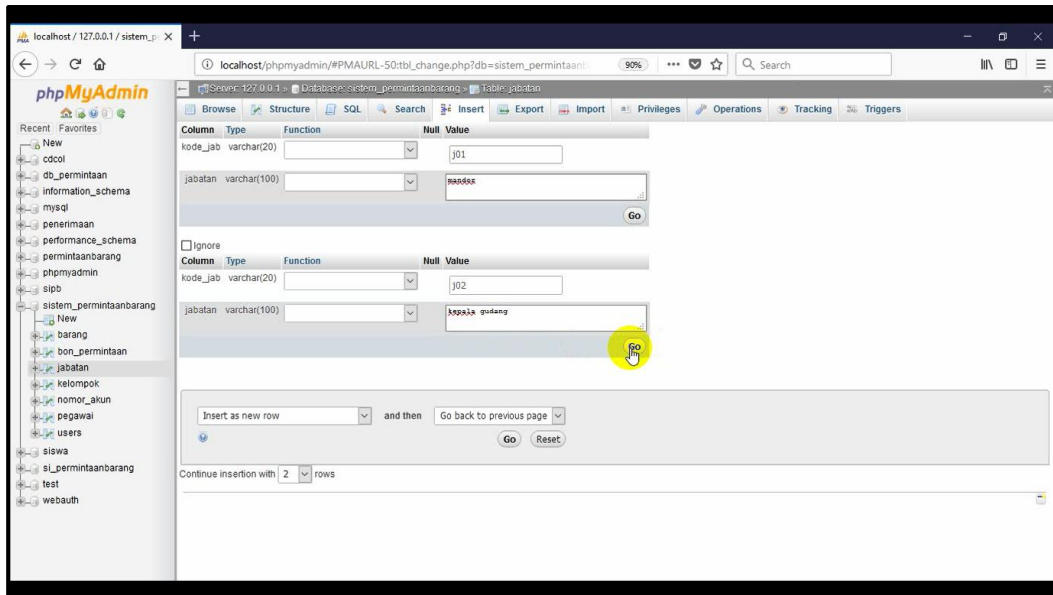 localhost / 127.0.0.1 / sistem_p
localhost/phpmyadmin/#PMAURL-50:tbl_change.php?db=sistem_permintaanb
90%
Search
phpMyAdmin
Recent Favorites
New
cdcol
db_permintaan
information_schema
mysql
penerimaan
performance_schema
permintaanbarang
phpmyadmin
sipb
sistem_permintaanbarang
New
barang
bon_permintaan
jabatan
kelompok
nomor_akun
pegawai
users
siswa
si_permintaanbarang
test
webauth
Server: 127.0.0.1 » Database: sistem_permintaanbarang » Table: jabatan
Browse Structure SQL Search Insert Export Import Privileges Operations Tracking Triggers
Column Type Function Null Value
kode_jab varchar(20) j01
jabatan varchar(100) mandor
Go
Ignore
Column Type Function Null Value
kode_jab varchar(20) j02
jabatan varchar(100) kepala gudang
Go
Insert as new row and then Go back to previous page
Go Reset
Continue insertion with 2 rows